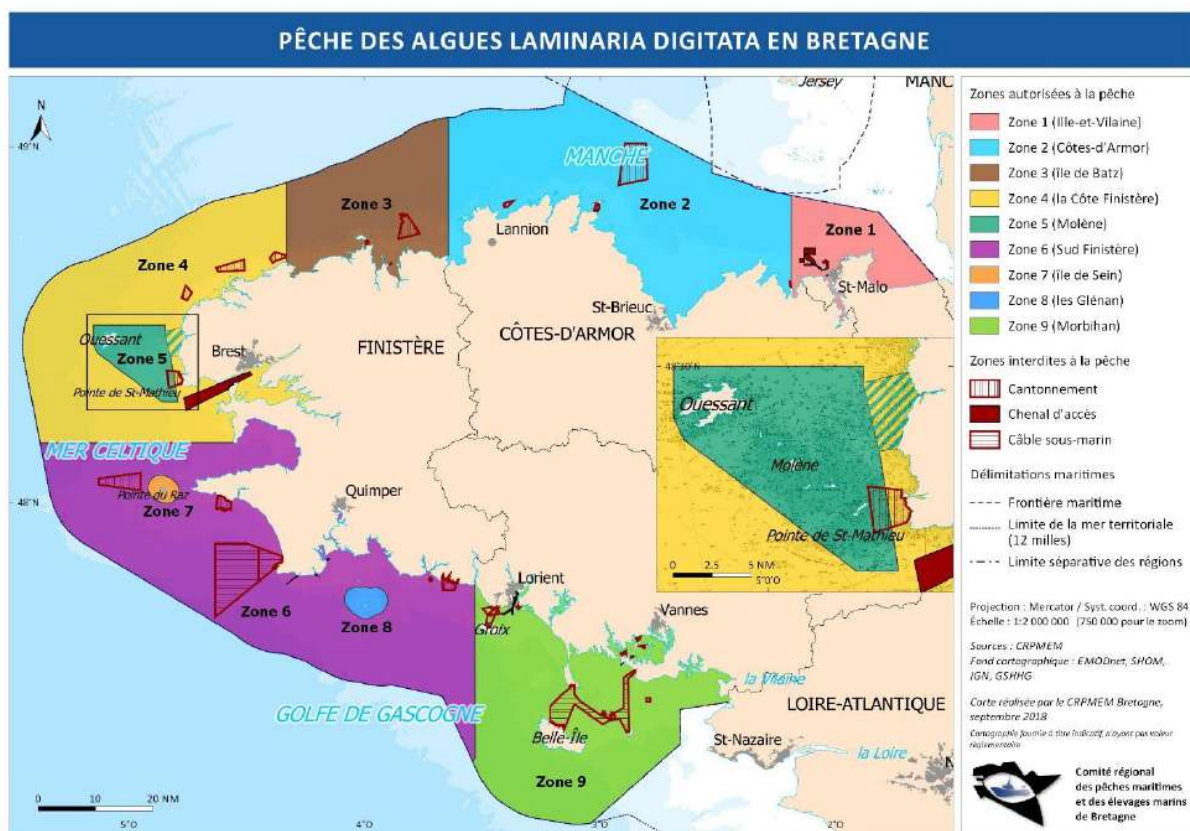 PÊCHE DES ALGUES LAMINARIA DIGITATA EN BRETAGNE
N
49°N
48°N
5°O
4°O
3°O
2°O
Jersey
MANC
MANCHE
Zone 3
Zone 2
Zone 1
Lannion
St-Malo
St-Brieuc
Zone 4
Ouessant
Zone 5
Brest
Pointe de St-Mathieu
FINISTÈRE
CÔTES-D'ARMOR
MER CELTIQUE
Pointe du Raz
Zone 7
Quimper
Zone 6
Zone 8
Lorient
Groix
Vannes
la Vilaine
LOIRE-ATLANTIQUE
GOLFE DE GASCOGNE
Belle-Île
St-Nazaire
la Loire
N
Zone 9
0 10 20 NM
Ouessant
Molène
Pointe de St-Mathieu
0 2.5 5 NM
5°0'O
Zones autorisées à la pêche
Zone 1 (Ille-et-Vilaine)
Zone 2 (Côtes-d'Armor)
Zone 3 (île de Batz)
Zone 4 (la Côte Finistère)
Zone 5 (Molène)
Zone 6 (Sud Finistère)
Zone 7 (île de Sein)
Zone 8 (les Glénan)
Zone 9 (Morbihan)
Zones interdites à la pêche
Cantonnement
Chenal d'accès
Câble sous-marin
Délimitations maritimes
Frontière maritime
Limite de la mer territoriale
(12 milles)
Limite séparative des régions
Projection : Mercator / Syst. coord. : WGS 84
Échelle : 1:2 000 000 (750 000 pour le zoom)
Sources : CRPMEM
Fond cartographique : EMODnet, SHOM,
IGN, GSHHG
Carte réalisée par le CRPMEM Bretagne,
septembre 2018
Cartographie fournie à titre indicatif, n'ayant pas valeur
réglementaire
Comité régional
des pêches maritimes
et des élevages marins
de Bretagne